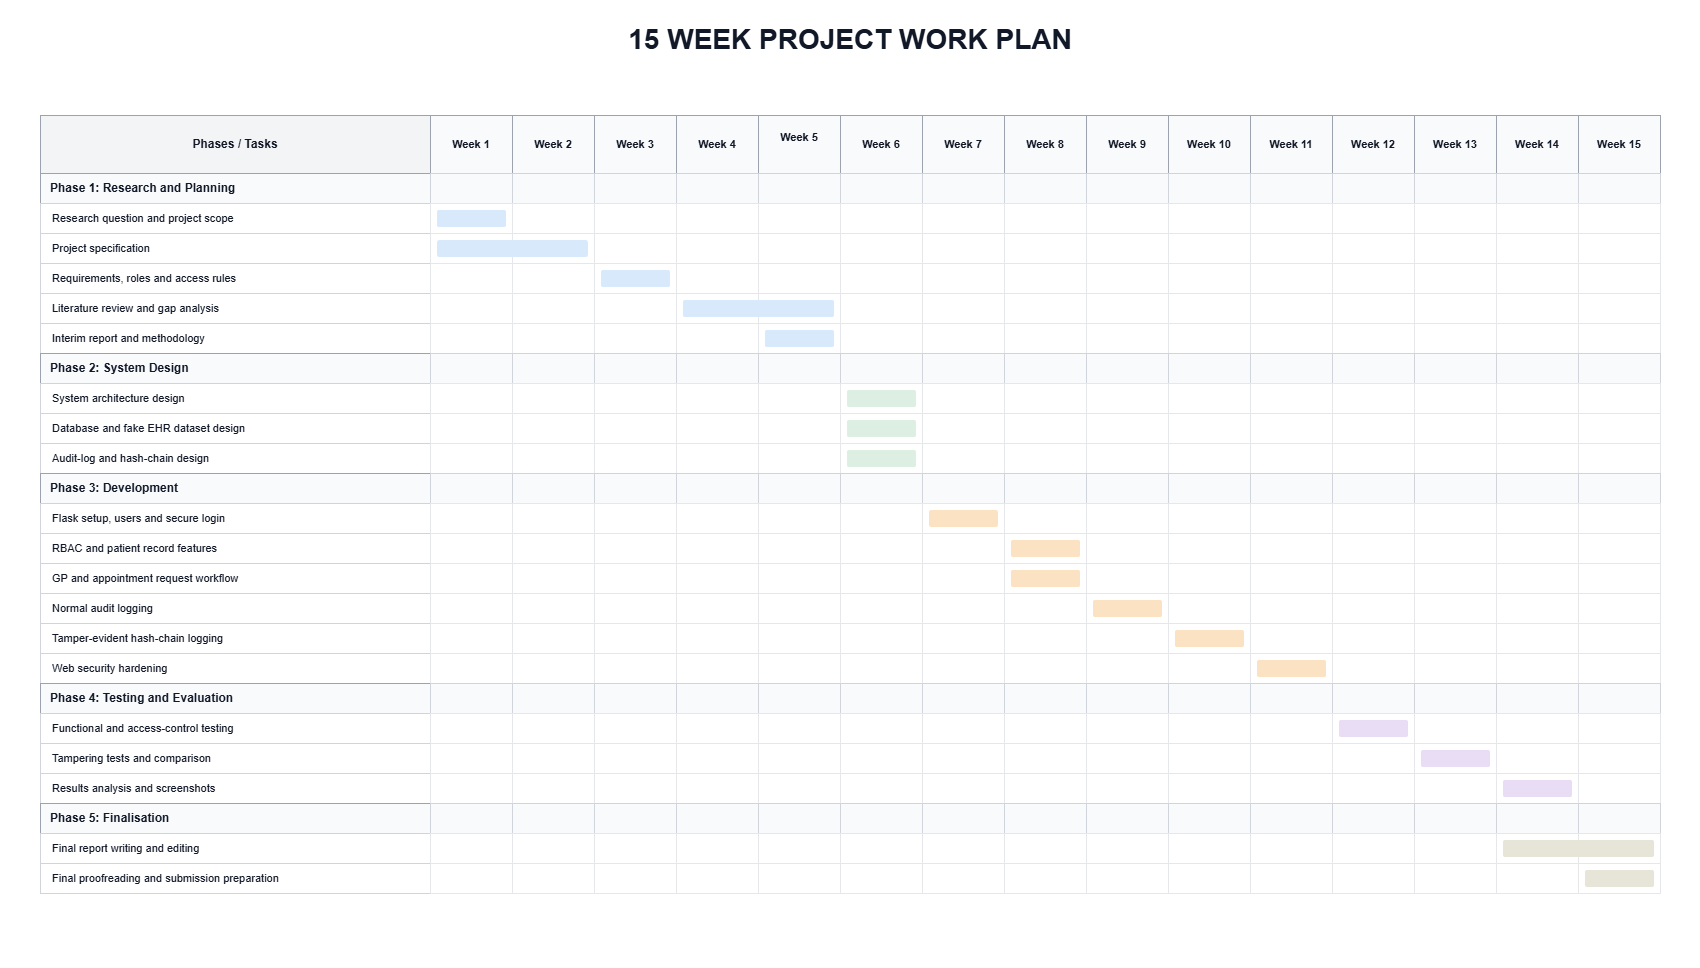 15 WEEK PROJECT WORK PLAN
Phases / Tasks Week 1 Week 2 Week 3 Week 4 Week 5 Week 6 Week 7 Week 8 Week 9 Week 10 Week 11 Week 12 Week 13 Week 14 Week 15
Phase 1: Research and Planning
Research question and project scope
Project specification
Requirements, roles and access rules
Literature review and gap analysis
Interim report and methodology
Phase 2: System Design
System architecture design
Database and fake EHR dataset design
Audit-log and hash-chain design
Phase 3: Development
Flask setup, users and secure login
RBAC and patient record features
GP and appointment request workflow
Normal audit logging
Tamper-evident hash-chain logging
Web security hardening
Phase 4: Testing and Evaluation
Functional and access-control testing
Tampering tests and comparison
Results analysis and screenshots
Phase 5: Finalisation
Final report writing and editing
Final proofreading and submission preparation